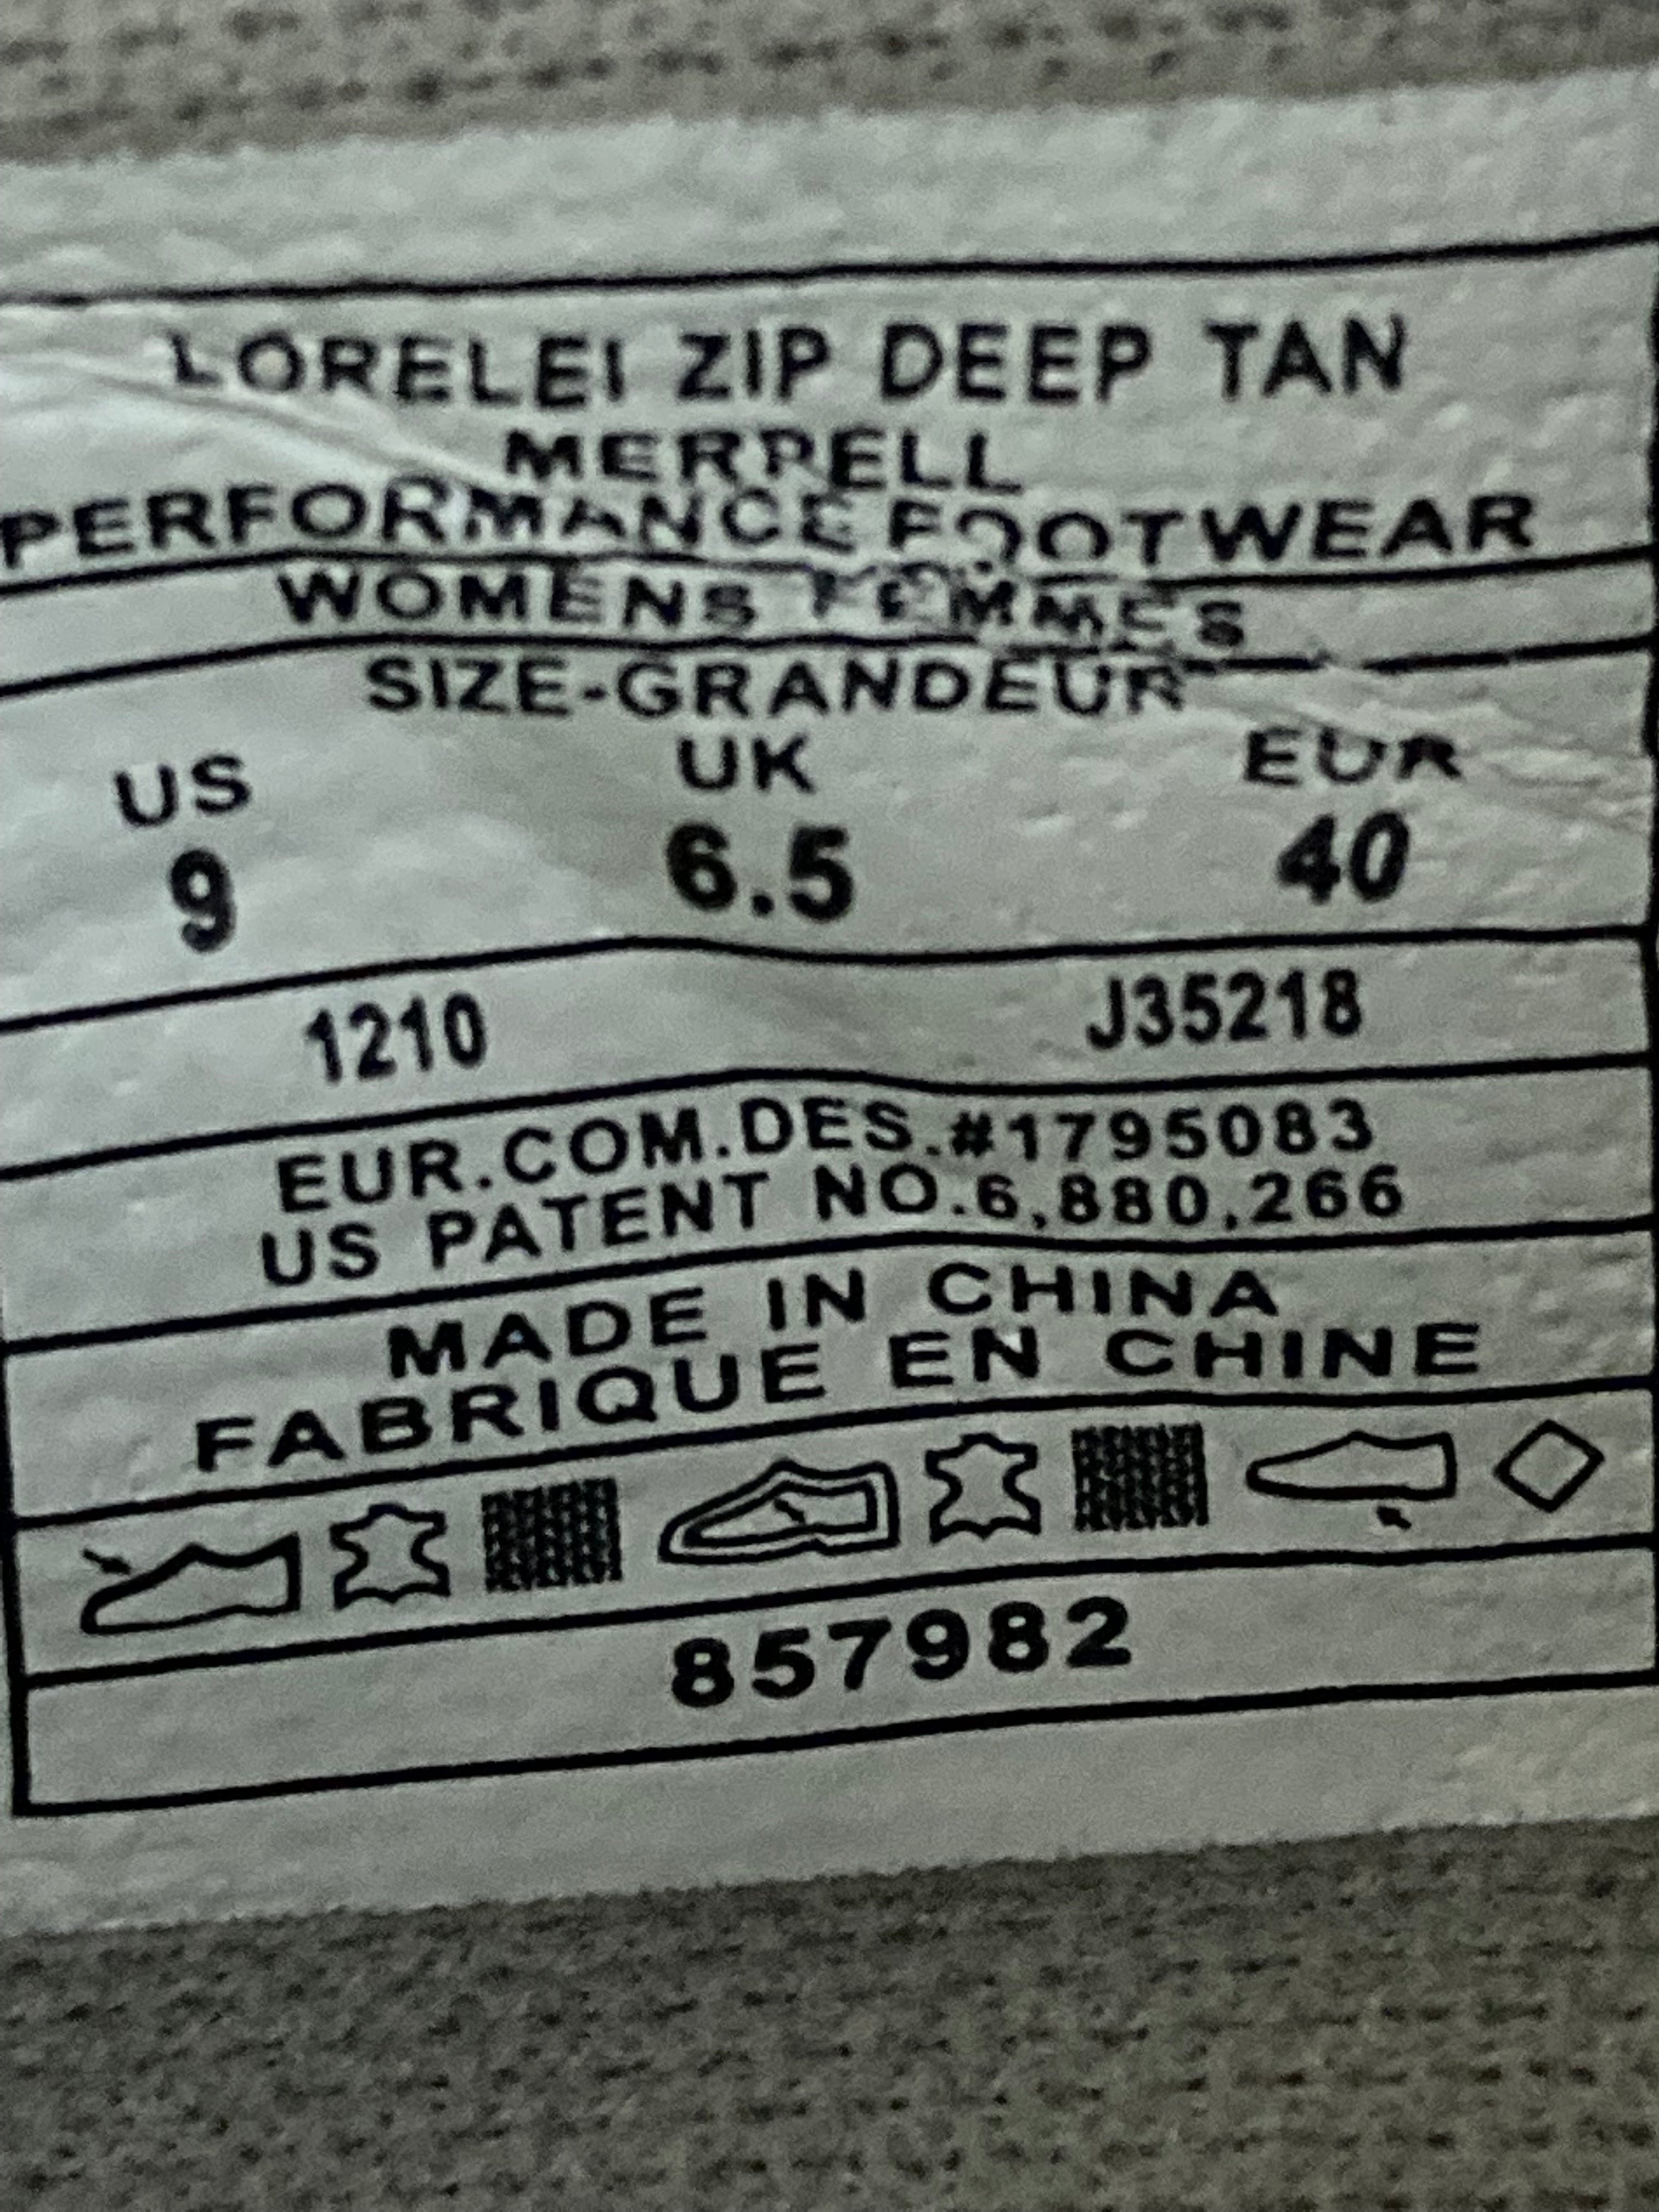 LORELEI ZIP DEEP TAN
MERRELL
PERFORMANCE FOOTWEAR
WOMENS FEMMES
SIZE-GRANDEUR
US UK EUR
9 6.5 40
1210 J35218
EUR.COM.DES.#1795083
US PATENT NO.6,880,266
MADE IN CHINA
FABRIQUE EN CHINE
857982